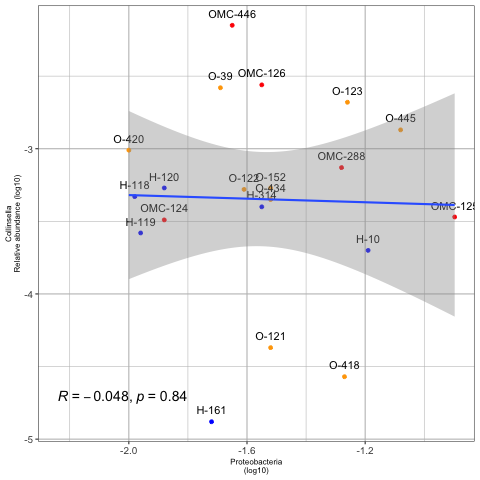 OMC-446
O-39
OMC-126
O-123
O-445
O-420
OMC-288
H-120
H-118
O-122
O-152
O-434
H-314
OMC-124
H-119
OMC-125
H-10
O-121
O-418
R = −0.048, p = 0.84
H-161
-3
-4
-5
Collinsella
Relative abundance (log10)
-2.0
-1.6
-1.2
Proteobacteria
(log10)